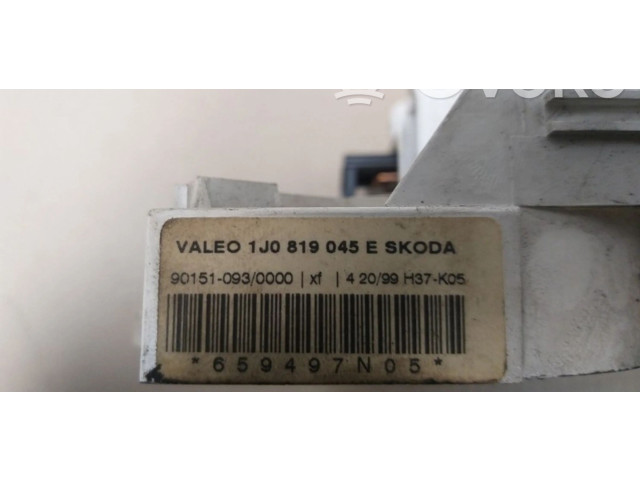 VALEO 1J0 819 045 E SKODA
90151-093/0000 | xf | 4 20/99 H37-K05
*659497N05*